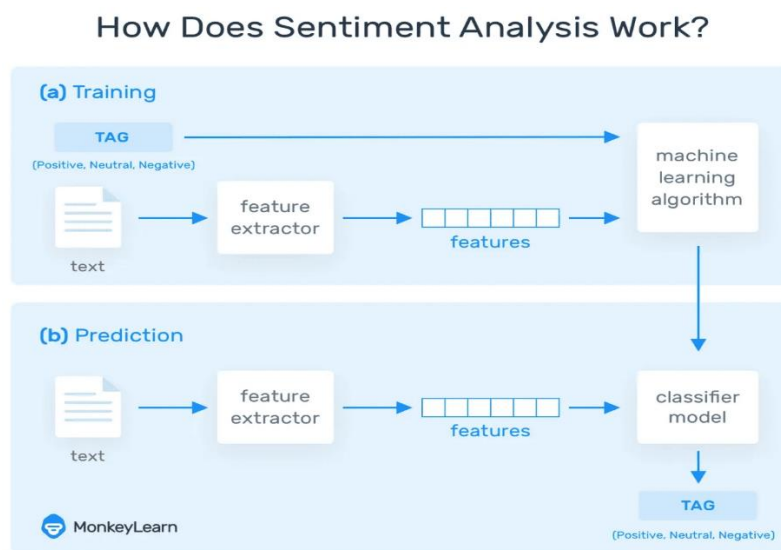 How Does Sentiment Analysis Work?
(a) Training
TAG
(Positive, Neutral, Negative)
text
feature
extractor
features
machine
learning
algorithm
(b) Prediction
text
feature
extractor
features
classifier
model
TAG
(Positive, Neutral, Negative)
MonkeyLearn